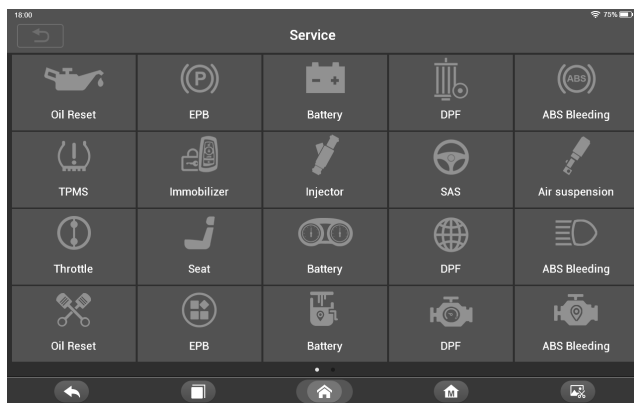 18:00
75%
Service
Oil Reset
EPB
Battery
DPF
ABS Bleeding
TPMS
Immobilizer
Injector
SAS
Air suspension
Throttle
Seat
Battery
DPF
ABS Bleeding
Oil Reset
EPB
Battery
DPF
ABS Bleeding